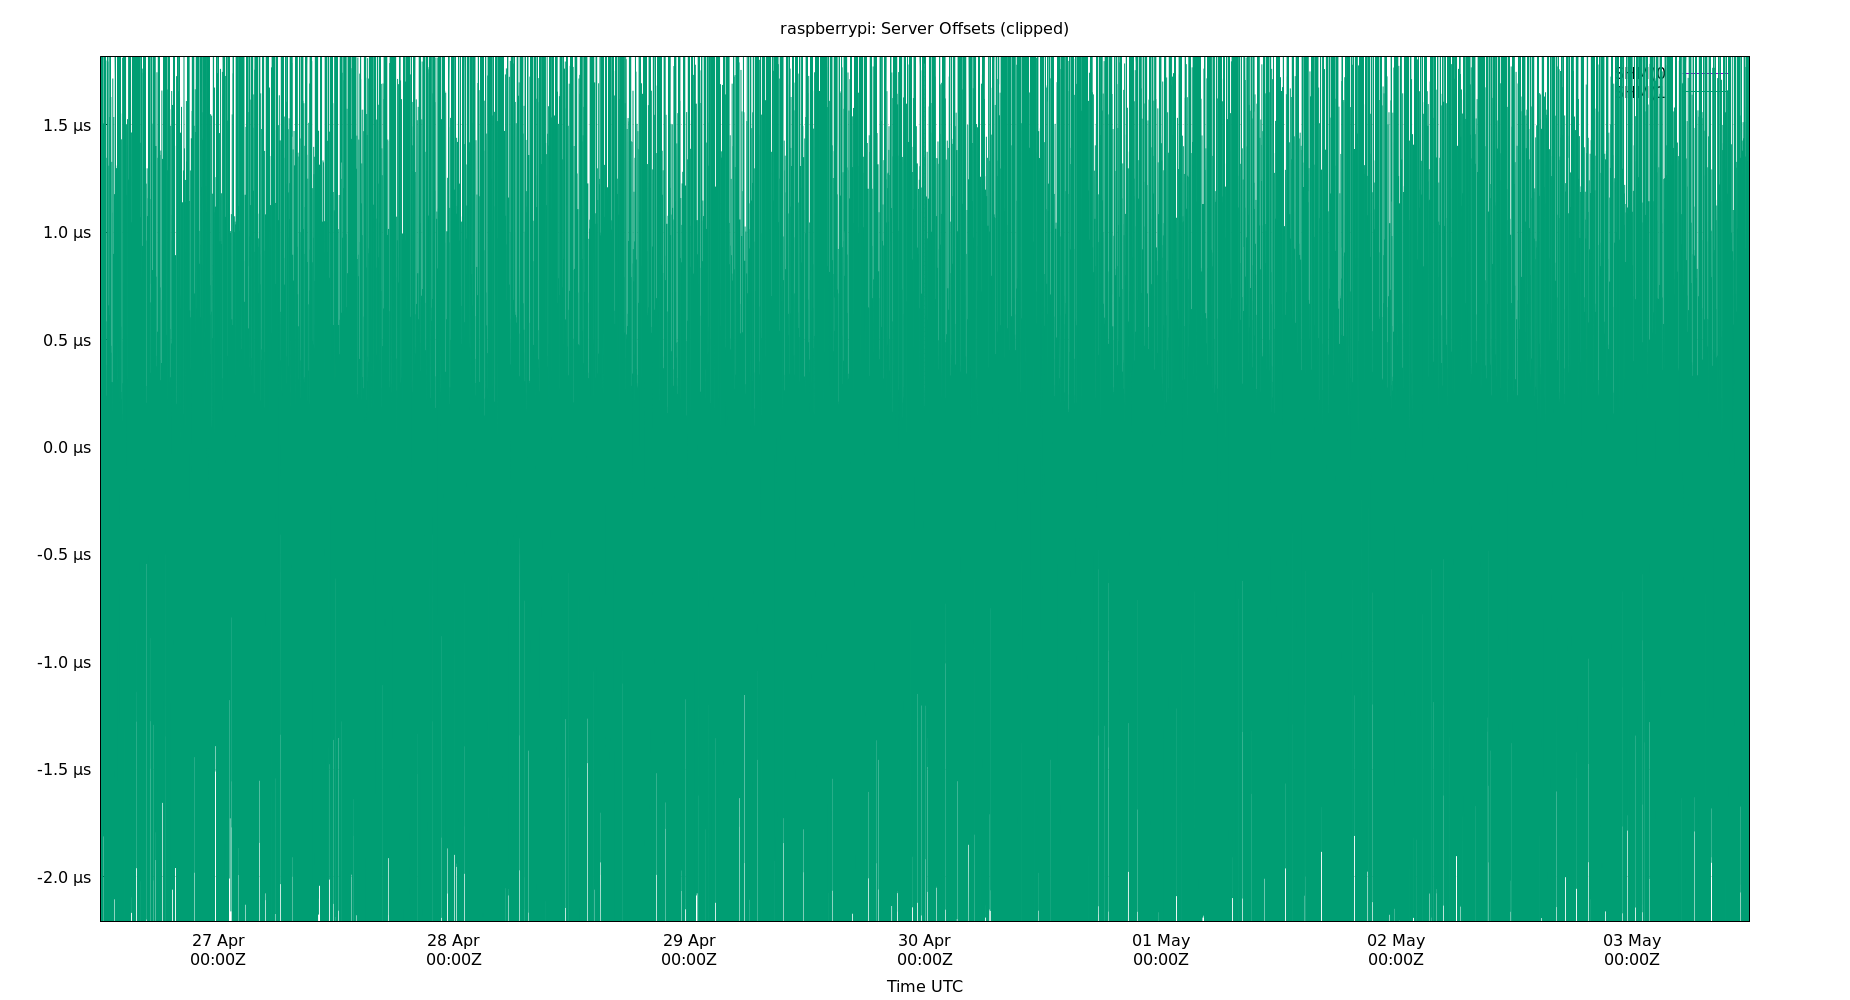 raspberrypi: Server Offsets (clipped)
1.5 µs
1.0 µs
0.5 µs
0.0 µs
-0.5 µs
-1.0 µs
-1.5 µs
-2.0 µs
27 Apr
00:00Z
28 Apr
00:00Z
29 Apr
00:00Z
30 Apr
00:00Z
01 May
00:00Z
02 May
00:00Z
03 May
00:00Z
Time UTC